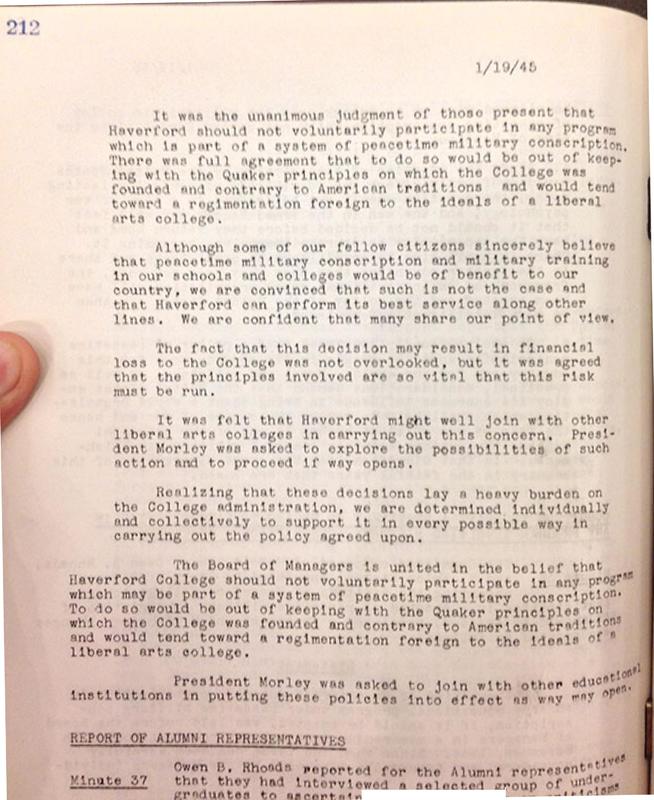 212
1/19/45
It was the unanimous judgment of those present that
Haverford should not voluntarily participate in any program
which is part of a system of peacetime military conscription.
There was full agreement that to do so would be out of keep-
ing with the Quaker principles on which the College was
founded and contrary to American traditions and would tend
toward a regimentation foreign to the ideals of a liberal
arts college.
Although some of our fellow citizens sincerely believe
that peacetime military conscription and military training
in our schools and colleges would be of benefit to our
country, we are convinced that such is not the case and
that Haverford can perform its best service along other
lines. We are confident that many share our point of view.
The fact that this decision may result in financial
loss to the College was not overlooked, but it was agreed
that the principles involved are so vital that this risk
must be run.
It was felt that Haverford might well join with other
liberal arts colleges in carrying out this concern. Presi-
dent Morley was asked to explore the possibilities of such
action and to proceed if way opens.
Realizing that these decisions lay a heavy burden on
the College administration, we are determined individually
and collectively to support it in every possible way in
carrying out the policy agreed upon.
The Board of Managers is united in the belief that
Haverford College should not voluntarily participate in any program
which may be part of a system of peacetime military conscription.
To do so would be out of keeping with the Quaker principles on
which the College was founded and contrary to American traditions
and would tend toward a regimentation foreign to the ideals of a
liberal arts college.
President Morley was asked to join with other educational
institutions in putting these policies into effect as way may open.
REPORT OF ALUMNI REPRESENTATIVES
Owen B. Rhoads reported for the Alumni representatives
Minute 37 that they had interviewed a selected group of under-
graduates to ascertain